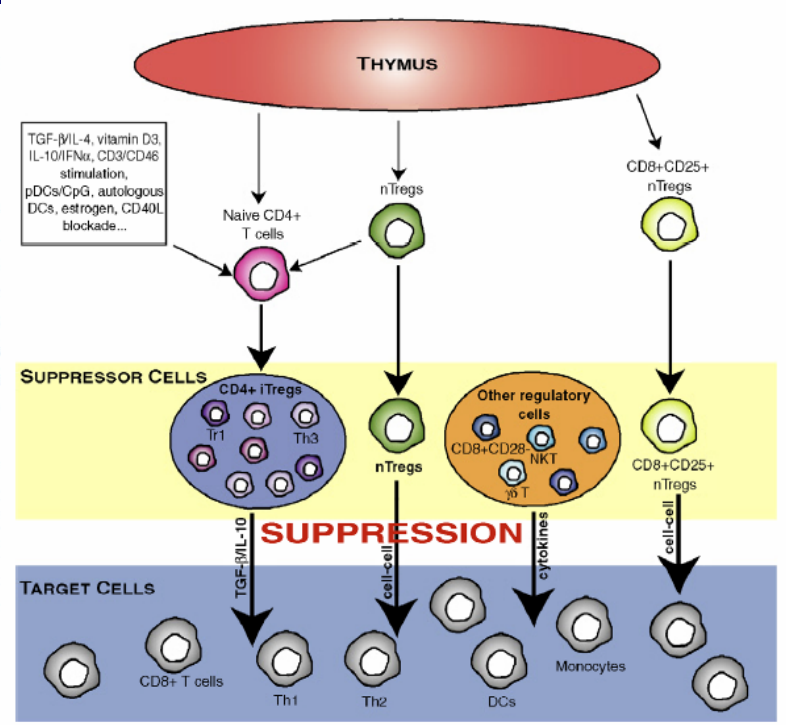 THYMUS
TGF-β/IL-4, vitamin D3,
IL-10/IFNα, CD3/CD46
stimulation,
pDCs/CpG, autologous
DCs, estrogen, CD40L
blockade...
Naive CD4+
T cells
nTregs
CD8+CD25+
nTregs
SUPPRESSOR CELLS
CD4+ iTregs
Tr1
Th3
nTregs
Other regulatory
cells
CD8+CD28-
NKT
γδ T
CD8+CD25+
nTregs
SUPPRESSION
TGF-β/IL-10
cell-cell
cytokines
cell-cell
TARGET CELLS
CD8+ T cells
Th1
Th2
DCs
Monocytes